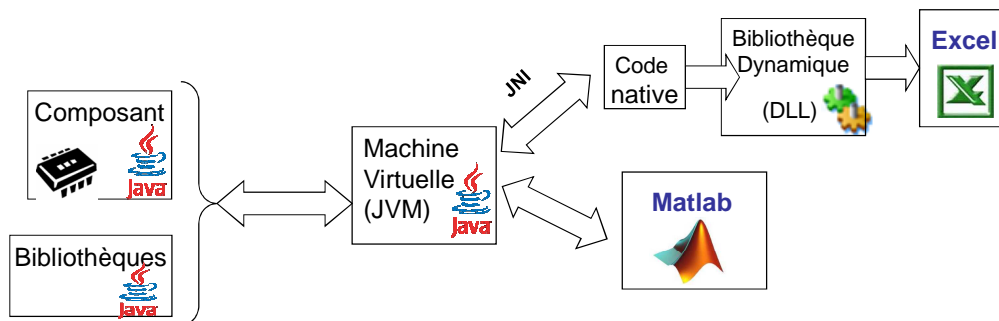 Composant
Java
Bibliothèques
Java
Machine
Virtuelle
(JVM)
Java
JNI
Code
native
Bibliothèque
Dynamique
(DLL)
Excel
Matlab